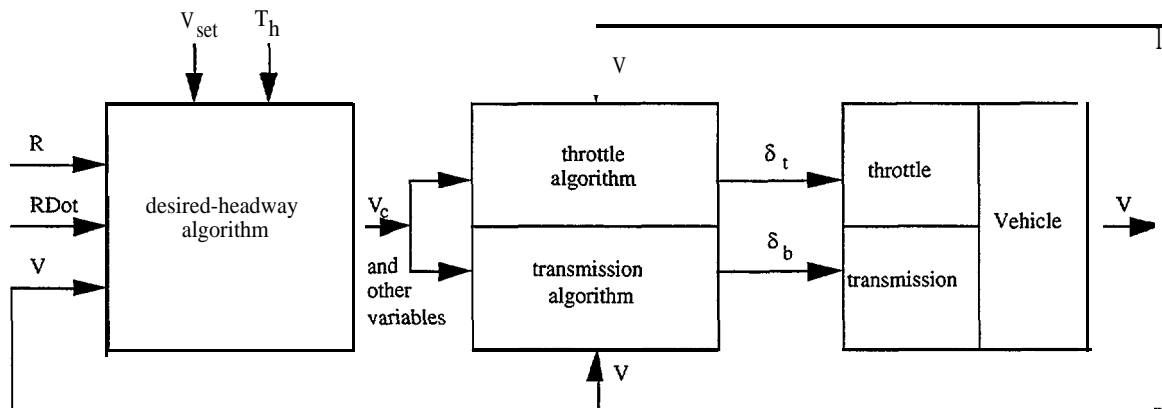 V_set
T_h
V
R
RDot
V
desired-headway
algorithm
V_c
and
other
variables
throttle
algorithm
transmission
algorithm
δ_t
δ_b
throttle
transmission
Vehicle
V
V